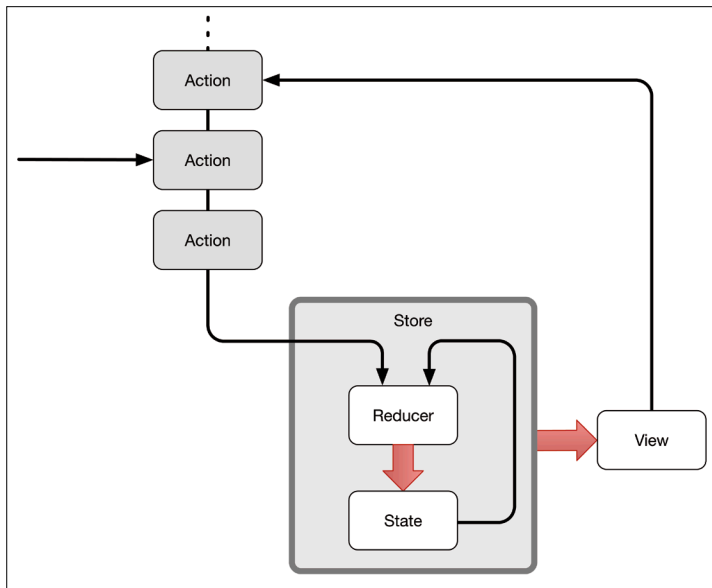 Action
Action
Action
Store
Reducer
View
State